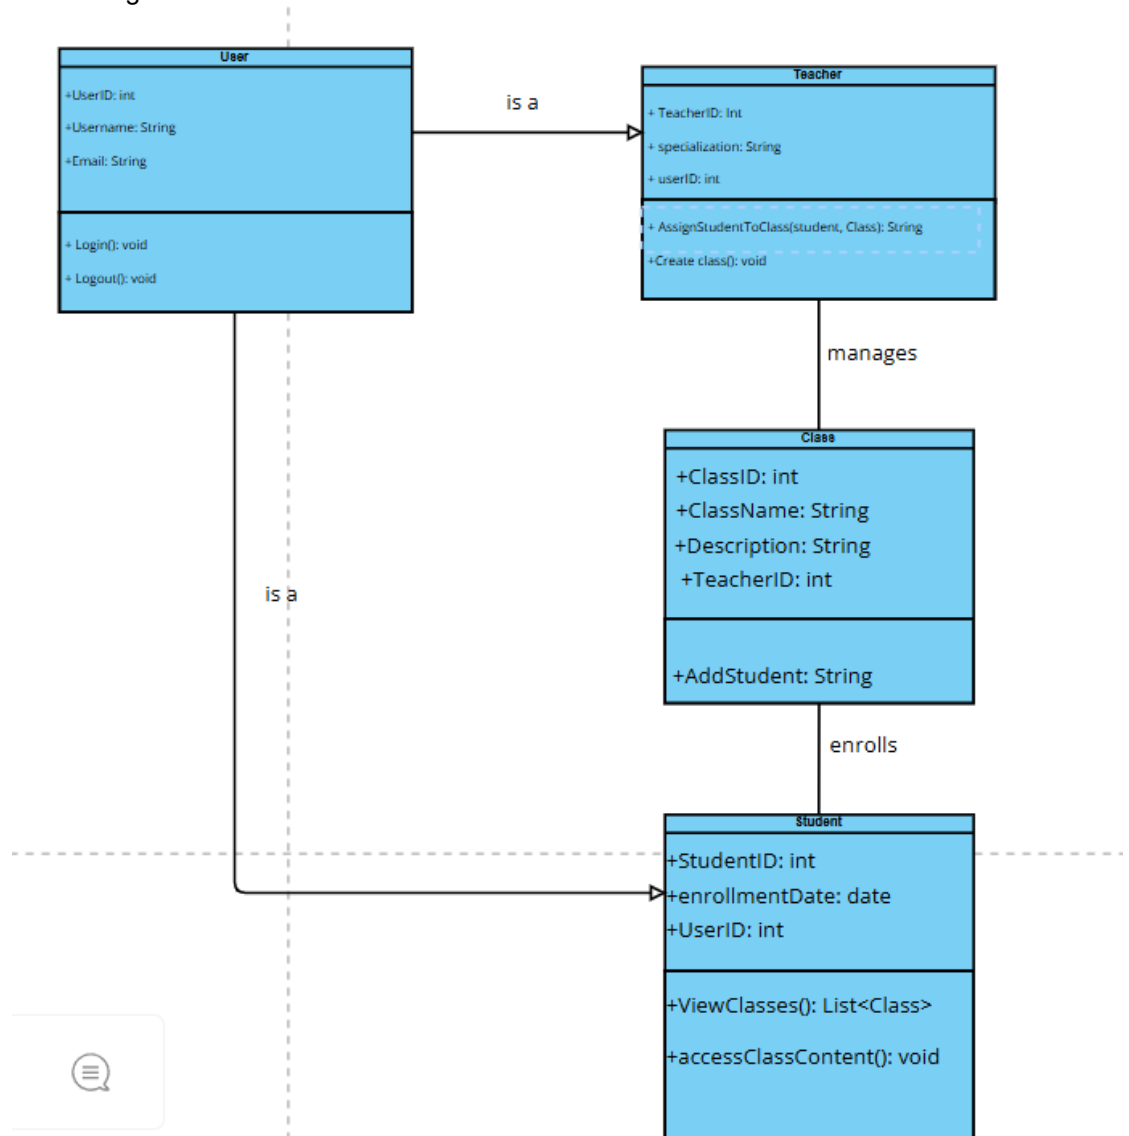 User
+UserID: int
+Username: String
+Email: String
+ Login(): void
+ Logout(): void
is a
Teacher
+ TeacherID: Int
+ specialization: String
+ userID: int
+ AssignStudentToClass(student, Class): String
+Create class(): void
manages
Class
+ClassID: int
+ClassName: String
+Description: String
+TeacherID: int
+AddStudent: String
is a
enrolls
Student
+StudentID: int
+enrollmentDate: date
+UserID: int
+ViewClasses(): List<Class>
+accessClassContent(): void